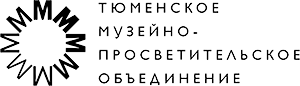 ТЮМЕНСКОЕ
МУЗЕЙНО-
ПРОСВЕТИТЕЛЬСКОЕ
ОБЪЕДИНЕНИЕ